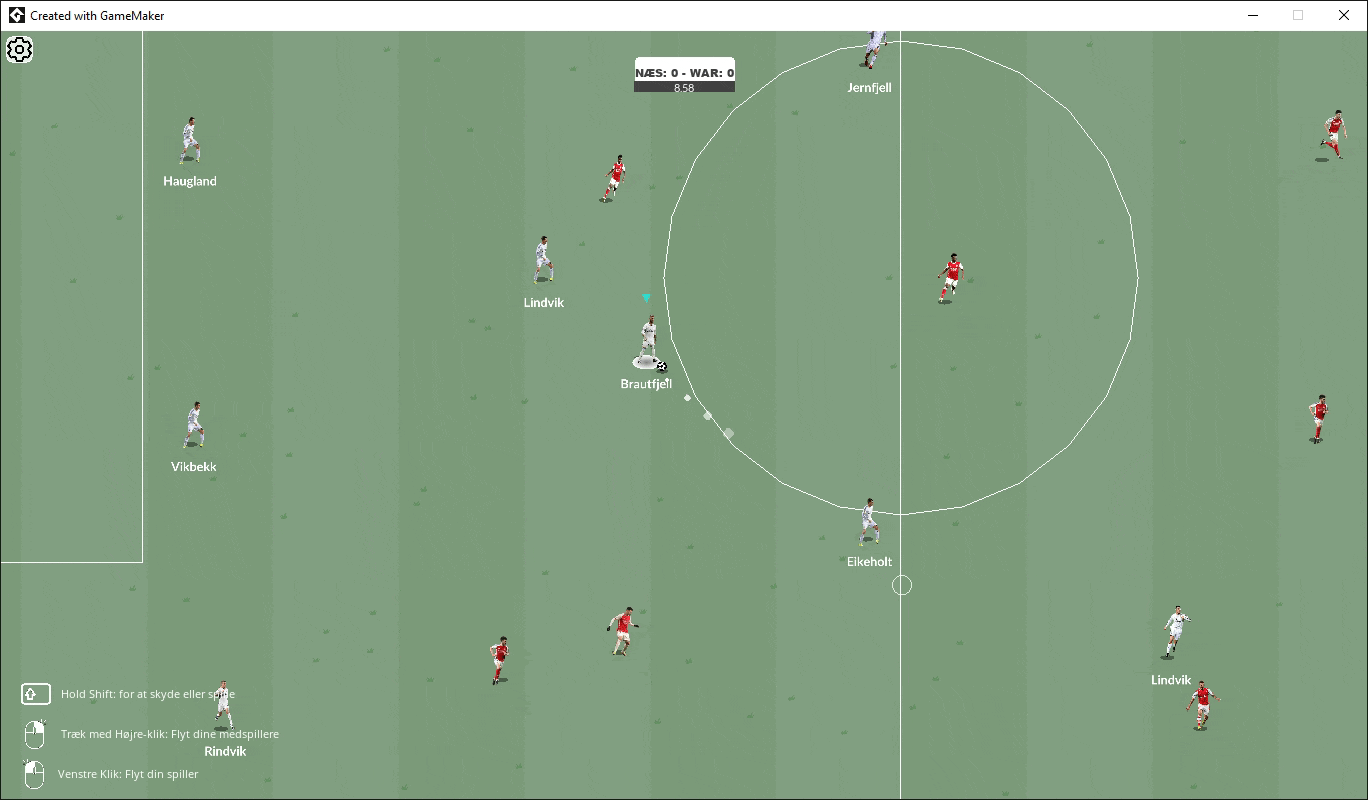 Created with GameMaker
NÆS: 0 - WAR: 0
8.58
Jernfjell
Haugland
Lindvik
Brautfjell
Vikbekk
Eikeholt
Lindvik
Hold Shift: for at skyde eller spille
Træk med Højre-klik: Flyt dine medspillere
Rindvik
Venstre Klik: Flyt din spiller